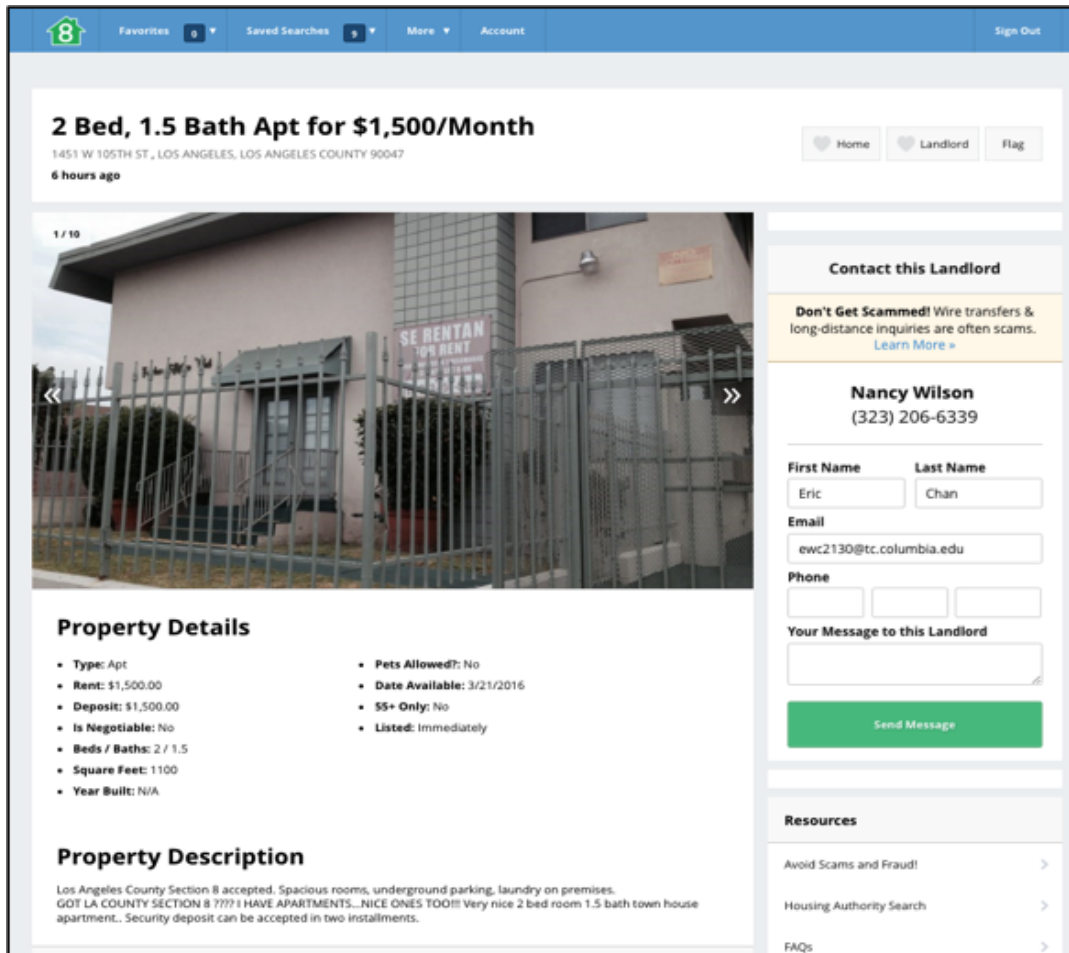 8
Favorites 0 ▼ Saved Searches 9 ▼ More ▼ Account Sign Out
2 Bed, 1.5 Bath Apt for $1,500/Month
1451 W 105TH ST , LOS ANGELES, LOS ANGELES COUNTY 90047
6 hours ago
Home Landlord Flag
1 / 10
SE RENTAN
FOR RENT
« »
Property Details
• Type: Apt
• Rent: $1,500.00
• Deposit: $1,500.00
• Is Negotiable: No
• Beds / Baths: 2 / 1.5
• Square Feet: 1100
• Year Built: N/A
• Pets Allowed?: No
• Date Available: 3/21/2016
• 55+ Only: No
• Listed: Immediately
Property Description
Los Angeles County Section 8 accepted. Spacious rooms, underground parking, laundry on premises.
GOT LA COUNTY SECTION 8 ???? I HAVE APARTMENTS...NICE ONES TOO!!! Very nice 2 bed room 1.5 bath town house
apartment.. Security deposit can be accepted in two installments.
Contact this Landlord
Don't Get Scammed! Wire transfers &
long-distance inquiries are often scams.
Learn More »
Nancy Wilson
(323) 206-6339
First Name Last Name
Eric Chan
Email
ewc2130@tc.columbia.edu
Phone
Your Message to this Landlord
Send Message
Resources
Avoid Scams and Fraud!
Housing Authority Search
FAQs